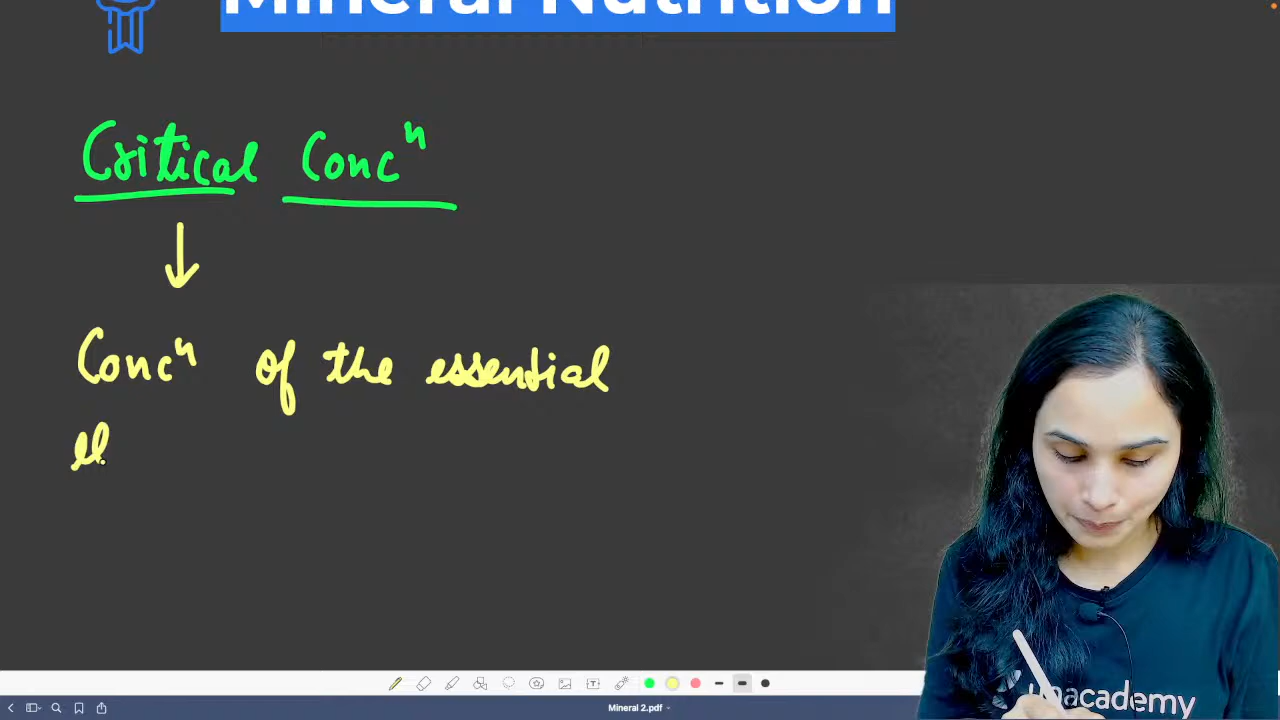 Mineral Nutrition
Critical Concⁿ
Concⁿ of the essential
el
unacademy
Mineral 2.pdf